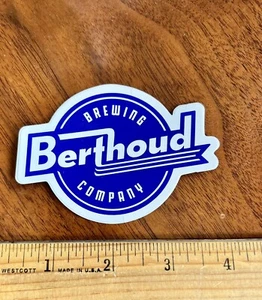 BREWING
Berthoud
COMPANY
WESTCOTT MADE IN U.S.A. 1 2 3 4